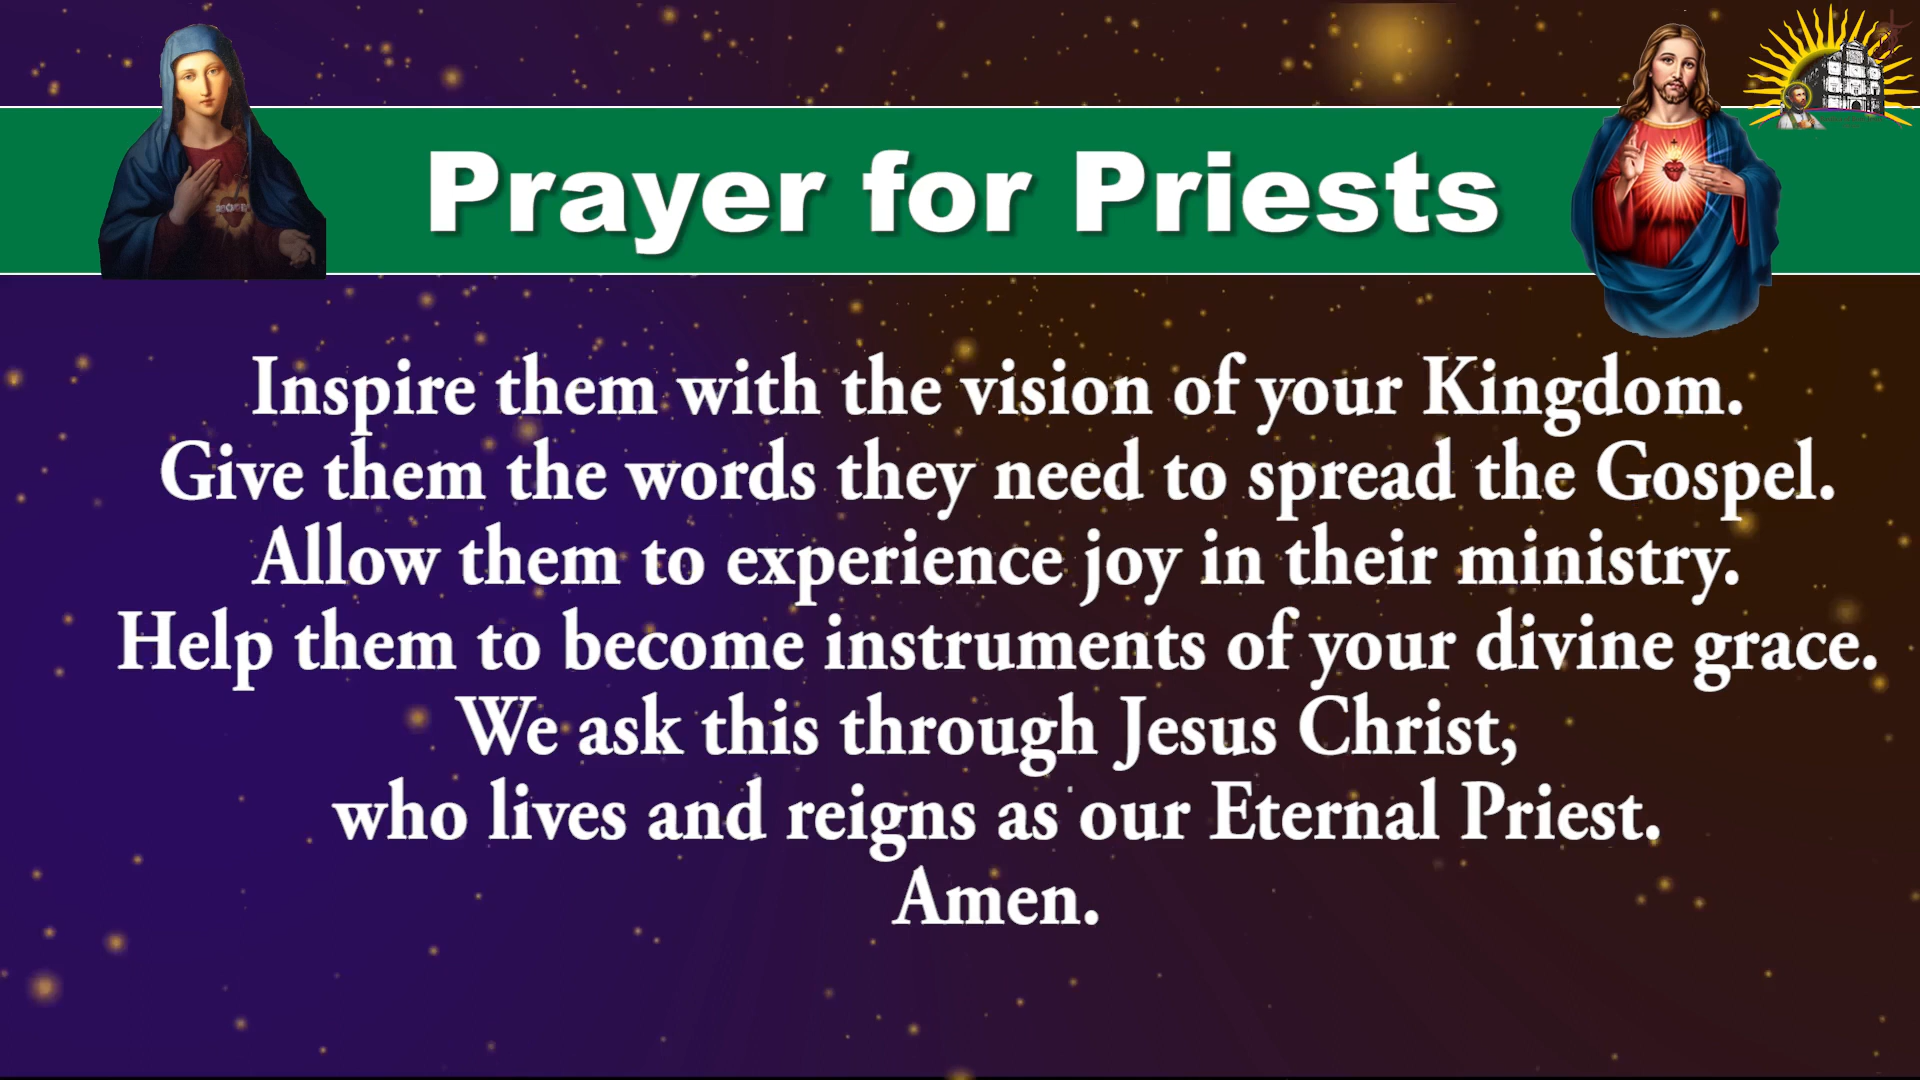 Prayer for Priests
Inspire them with the vision of your Kingdom.
Give them the words they need to spread the Gospel.
Allow them to experience joy in their ministry.
Help them to become instruments of your divine grace.
We ask this through Jesus Christ,
who lives and reigns as our Eternal Priest.
Amen.